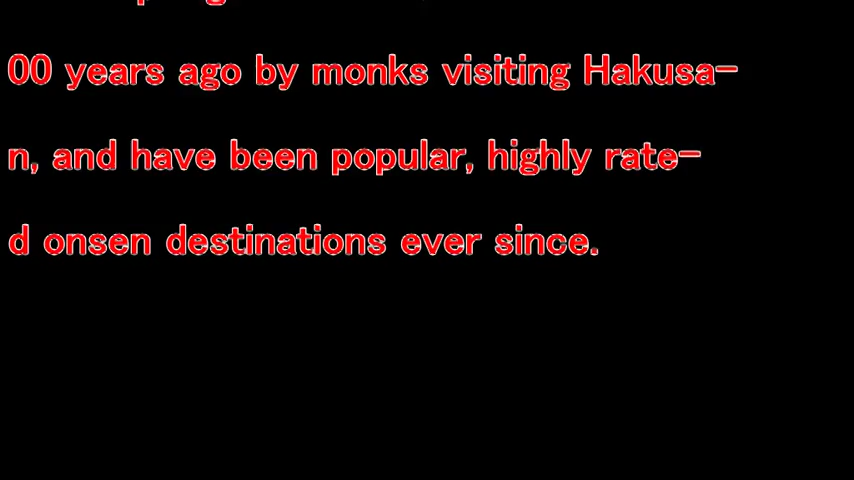 00 years ago by monks visiting Hakusa-
n, and have been popular, highly rate-
d onsen destinations ever since.